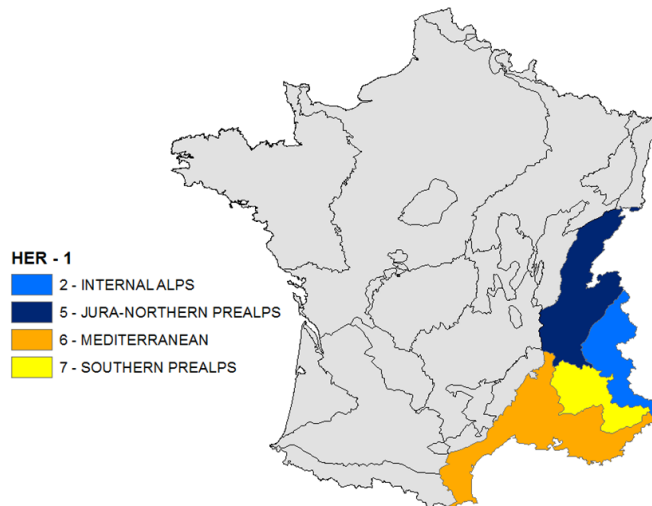 HER - 1
2 - INTERNAL ALPS
5 - JURA-NORTHERN PREALPS
6 - MEDITERRANEAN
7 - SOUTHERN PREALPS